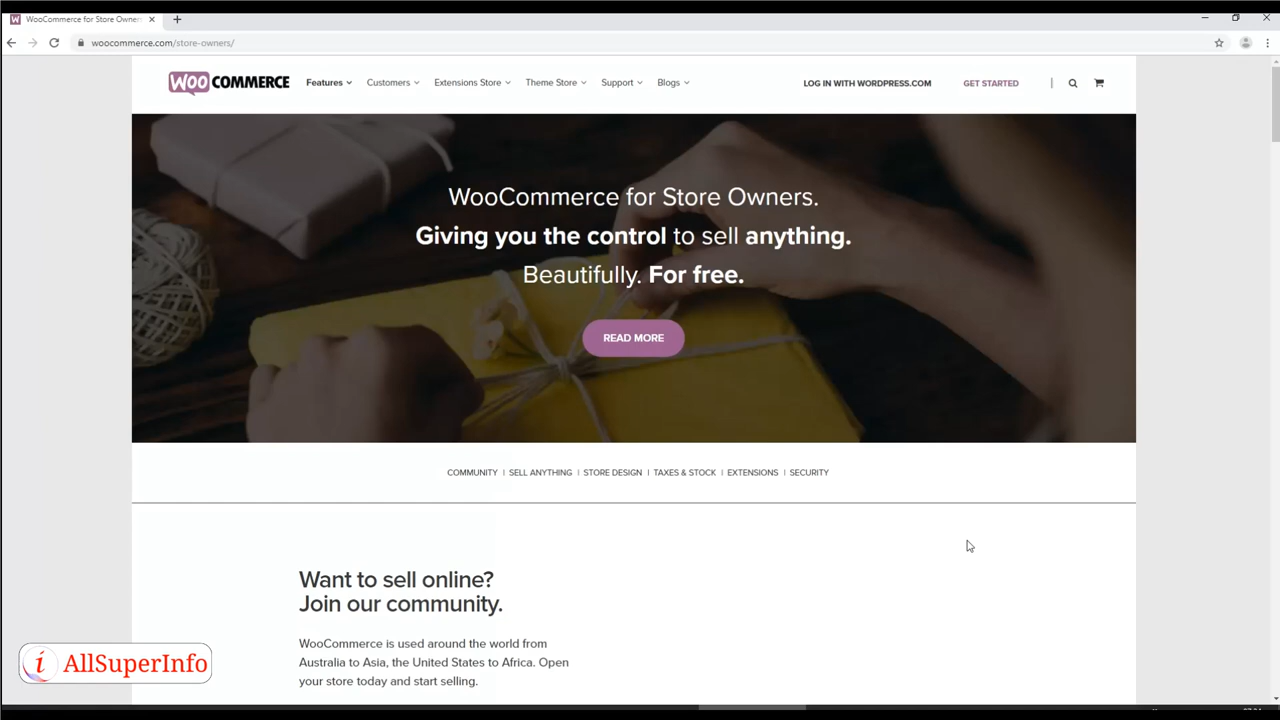 WooCommerce for Store Owners
woocommerce.com/store-owners/
WOOCOMMERCE
Features Customers Extensions Store Theme Store Support Blogs LOG IN WITH WORDPRESS.COM GET STARTED
WooCommerce for Store Owners.
Giving you the control to sell anything.
Beautifully. For free.
READ MORE
COMMUNITY | SELL ANYTHING | STORE DESIGN | TAXES & STOCK | EXTENSIONS | SECURITY
Want to sell online?
Join our community.
WooCommerce is used around the world from
Australia to Asia, the United States to Africa. Open
your store today and start selling.
i AllSuperInfo